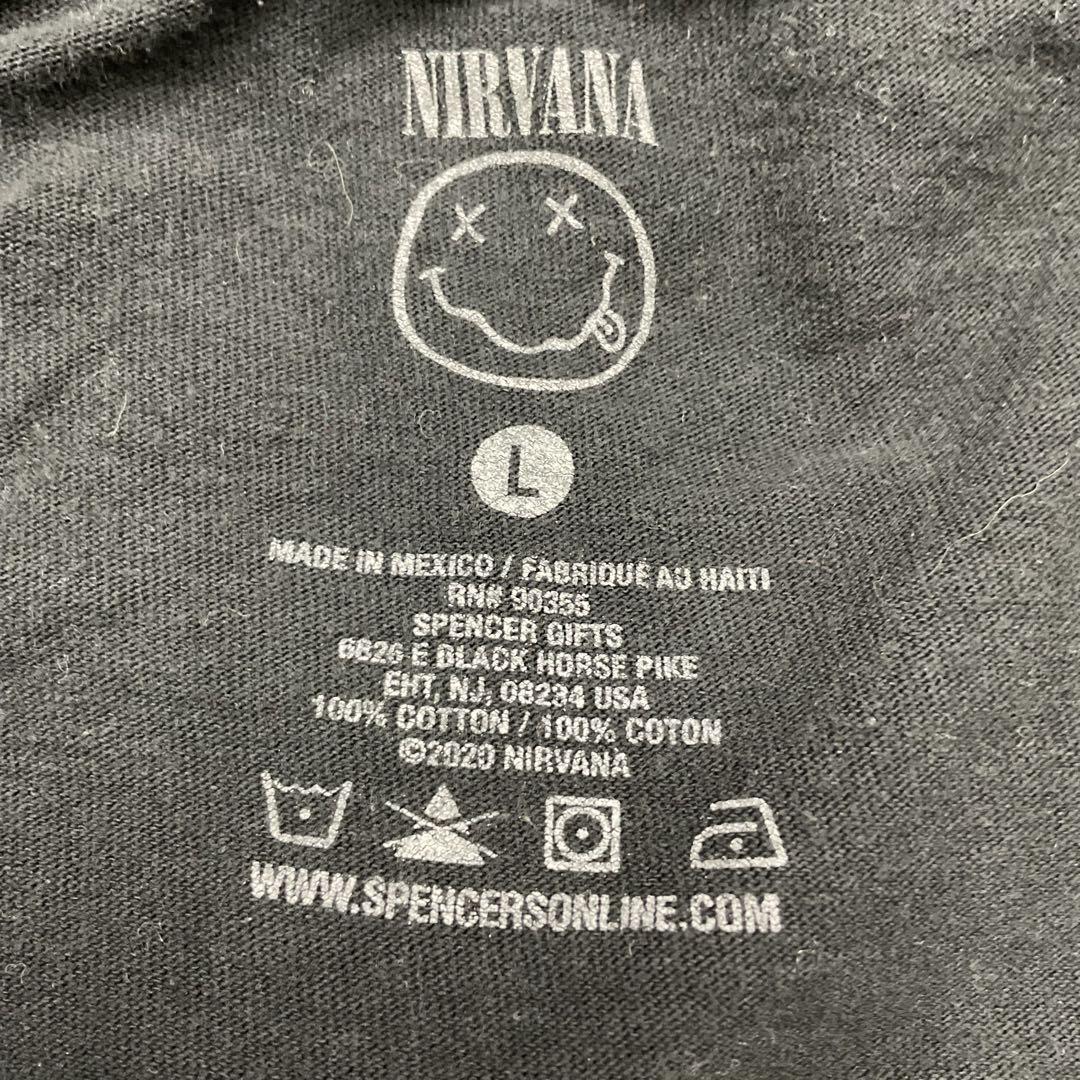 NIRVANA
L
MADE IN MEXICO / FABRIQUE AU HAITI
RN# 90355
SPENCER GIFTS
6826 E BLACK HORSE PIKE
EHT, NJ, 08234 USA
100% COTTON / 100% COTON
©2020 NIRVANA
WWW.SPENCERSONLINE.COM